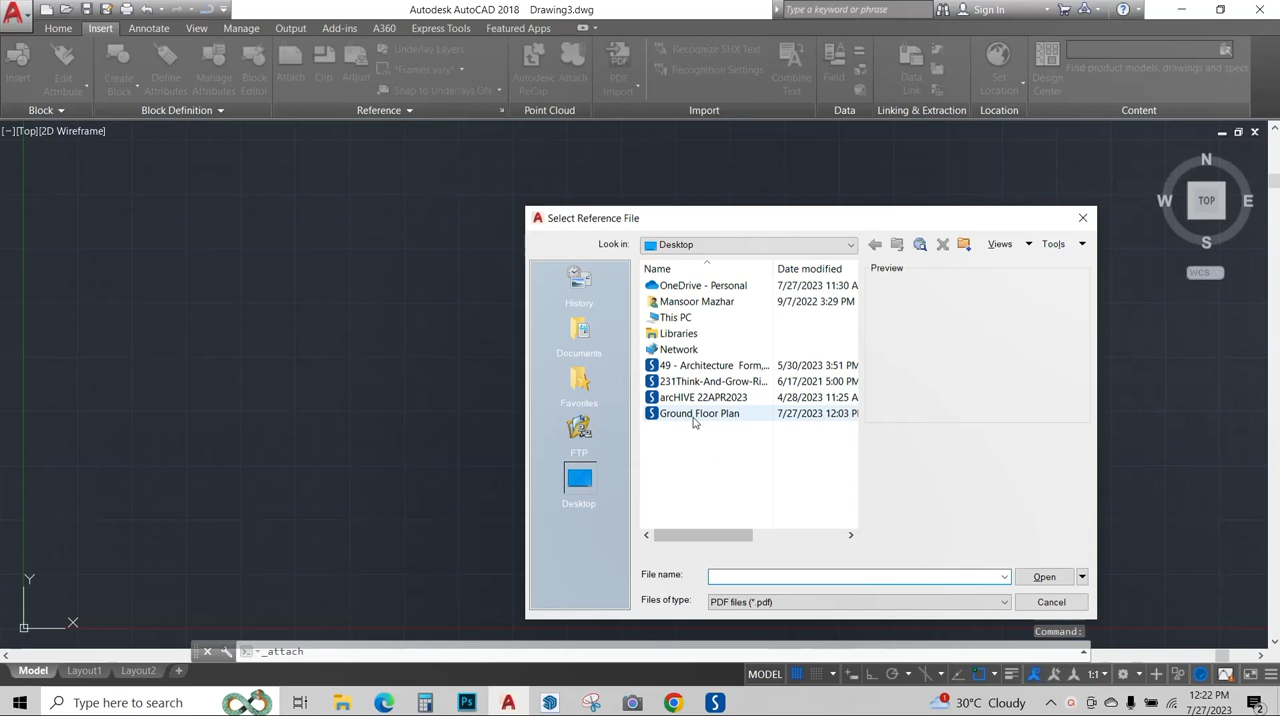 Autodesk AutoCAD 2018 Drawing3.dwg
Type a keyword or phrase
Sign In
Home Insert Annotate View Manage Output Add-ins A360 Express Tools Featured Apps
Insert
Edit Attribute
Create Block
Define Attributes
Manage Attributes
Block Editor
Attach
Clip
Adjust
Underlay Layers
*Frames vary*
Snap to Underlays ON
Autodesk ReCap
Attach
PDF Import
Recognize SHX Text
Recognition Settings
Combine Text
Field
Data Link
Set Location
Design Center
Find product models, drawings and specs
Block Block Definition Reference Point Cloud Import Data Linking & Extraction Location Content
[−][Top][2D Wireframe]
N
W TOP E
S
WCS
Select Reference File
Look in: Desktop Views Tools
Name Date modified Preview
OneDrive - Personal 7/27/2023 11:30 A
Mansoor Mazhar 9/7/2022 3:29 PM
This PC
Libraries
Network
49 - Architecture Form,... 5/30/2023 3:51 PM
231Think-And-Grow-Ri... 6/17/2021 5:00 PM
arcHIVE 22APR2023 4/28/2023 11:25 A
Ground Floor Plan 7/27/2023 12:03 P
History
Documents
Favorites
FTP
Desktop
File name: Open
Files of type: PDF files (*.pdf) Cancel
Y
X
Command:
_attach
Model Layout1 Layout2 +
MODEL 1:1
Type here to search
30°C Cloudy
12:22 PM
7/27/2023
2